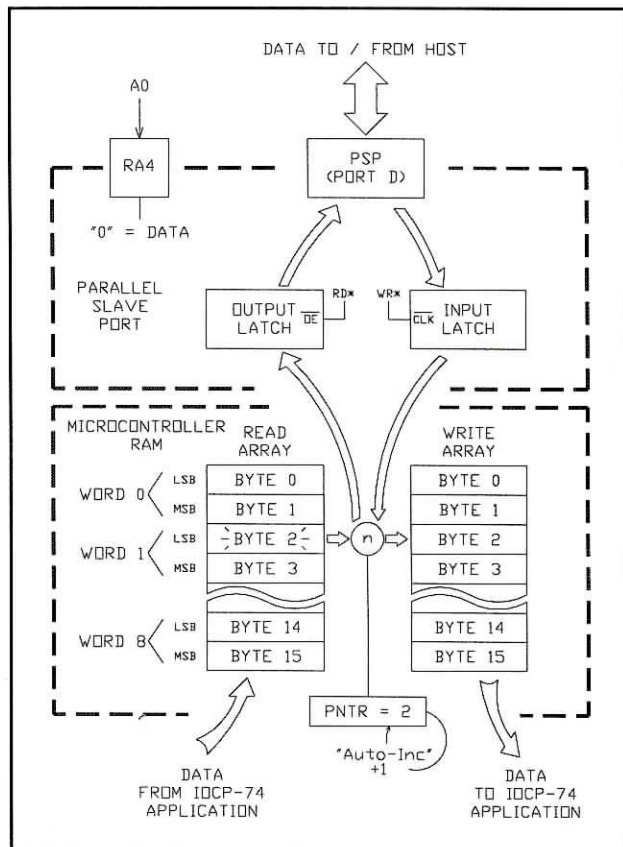 DATA TO / FROM HOST
A0
RA4
PSP
(PORT D)
"0" = DATA
PARALLEL
SLAVE
PORT
OUTPUT
LATCH
OE
RD*
WR*
CLK
INPUT
LATCH
MICROCONTROLLER
RAM
READ
ARRAY
WRITE
ARRAY
WORD 0
LSB
MSB
BYTE 0
BYTE 1
BYTE 0
BYTE 1
WORD 1
LSB
MSB
BYTE 2
BYTE 3
n
BYTE 2
BYTE 3
WORD 8
LSB
MSB
BYTE 14
BYTE 15
BYTE 14
BYTE 15
PNTR = 2
"Auto-Inc"
+1
DATA
FROM IOCP-74
APPLICATION
DATA
TO IOCP-74
APPLICATION